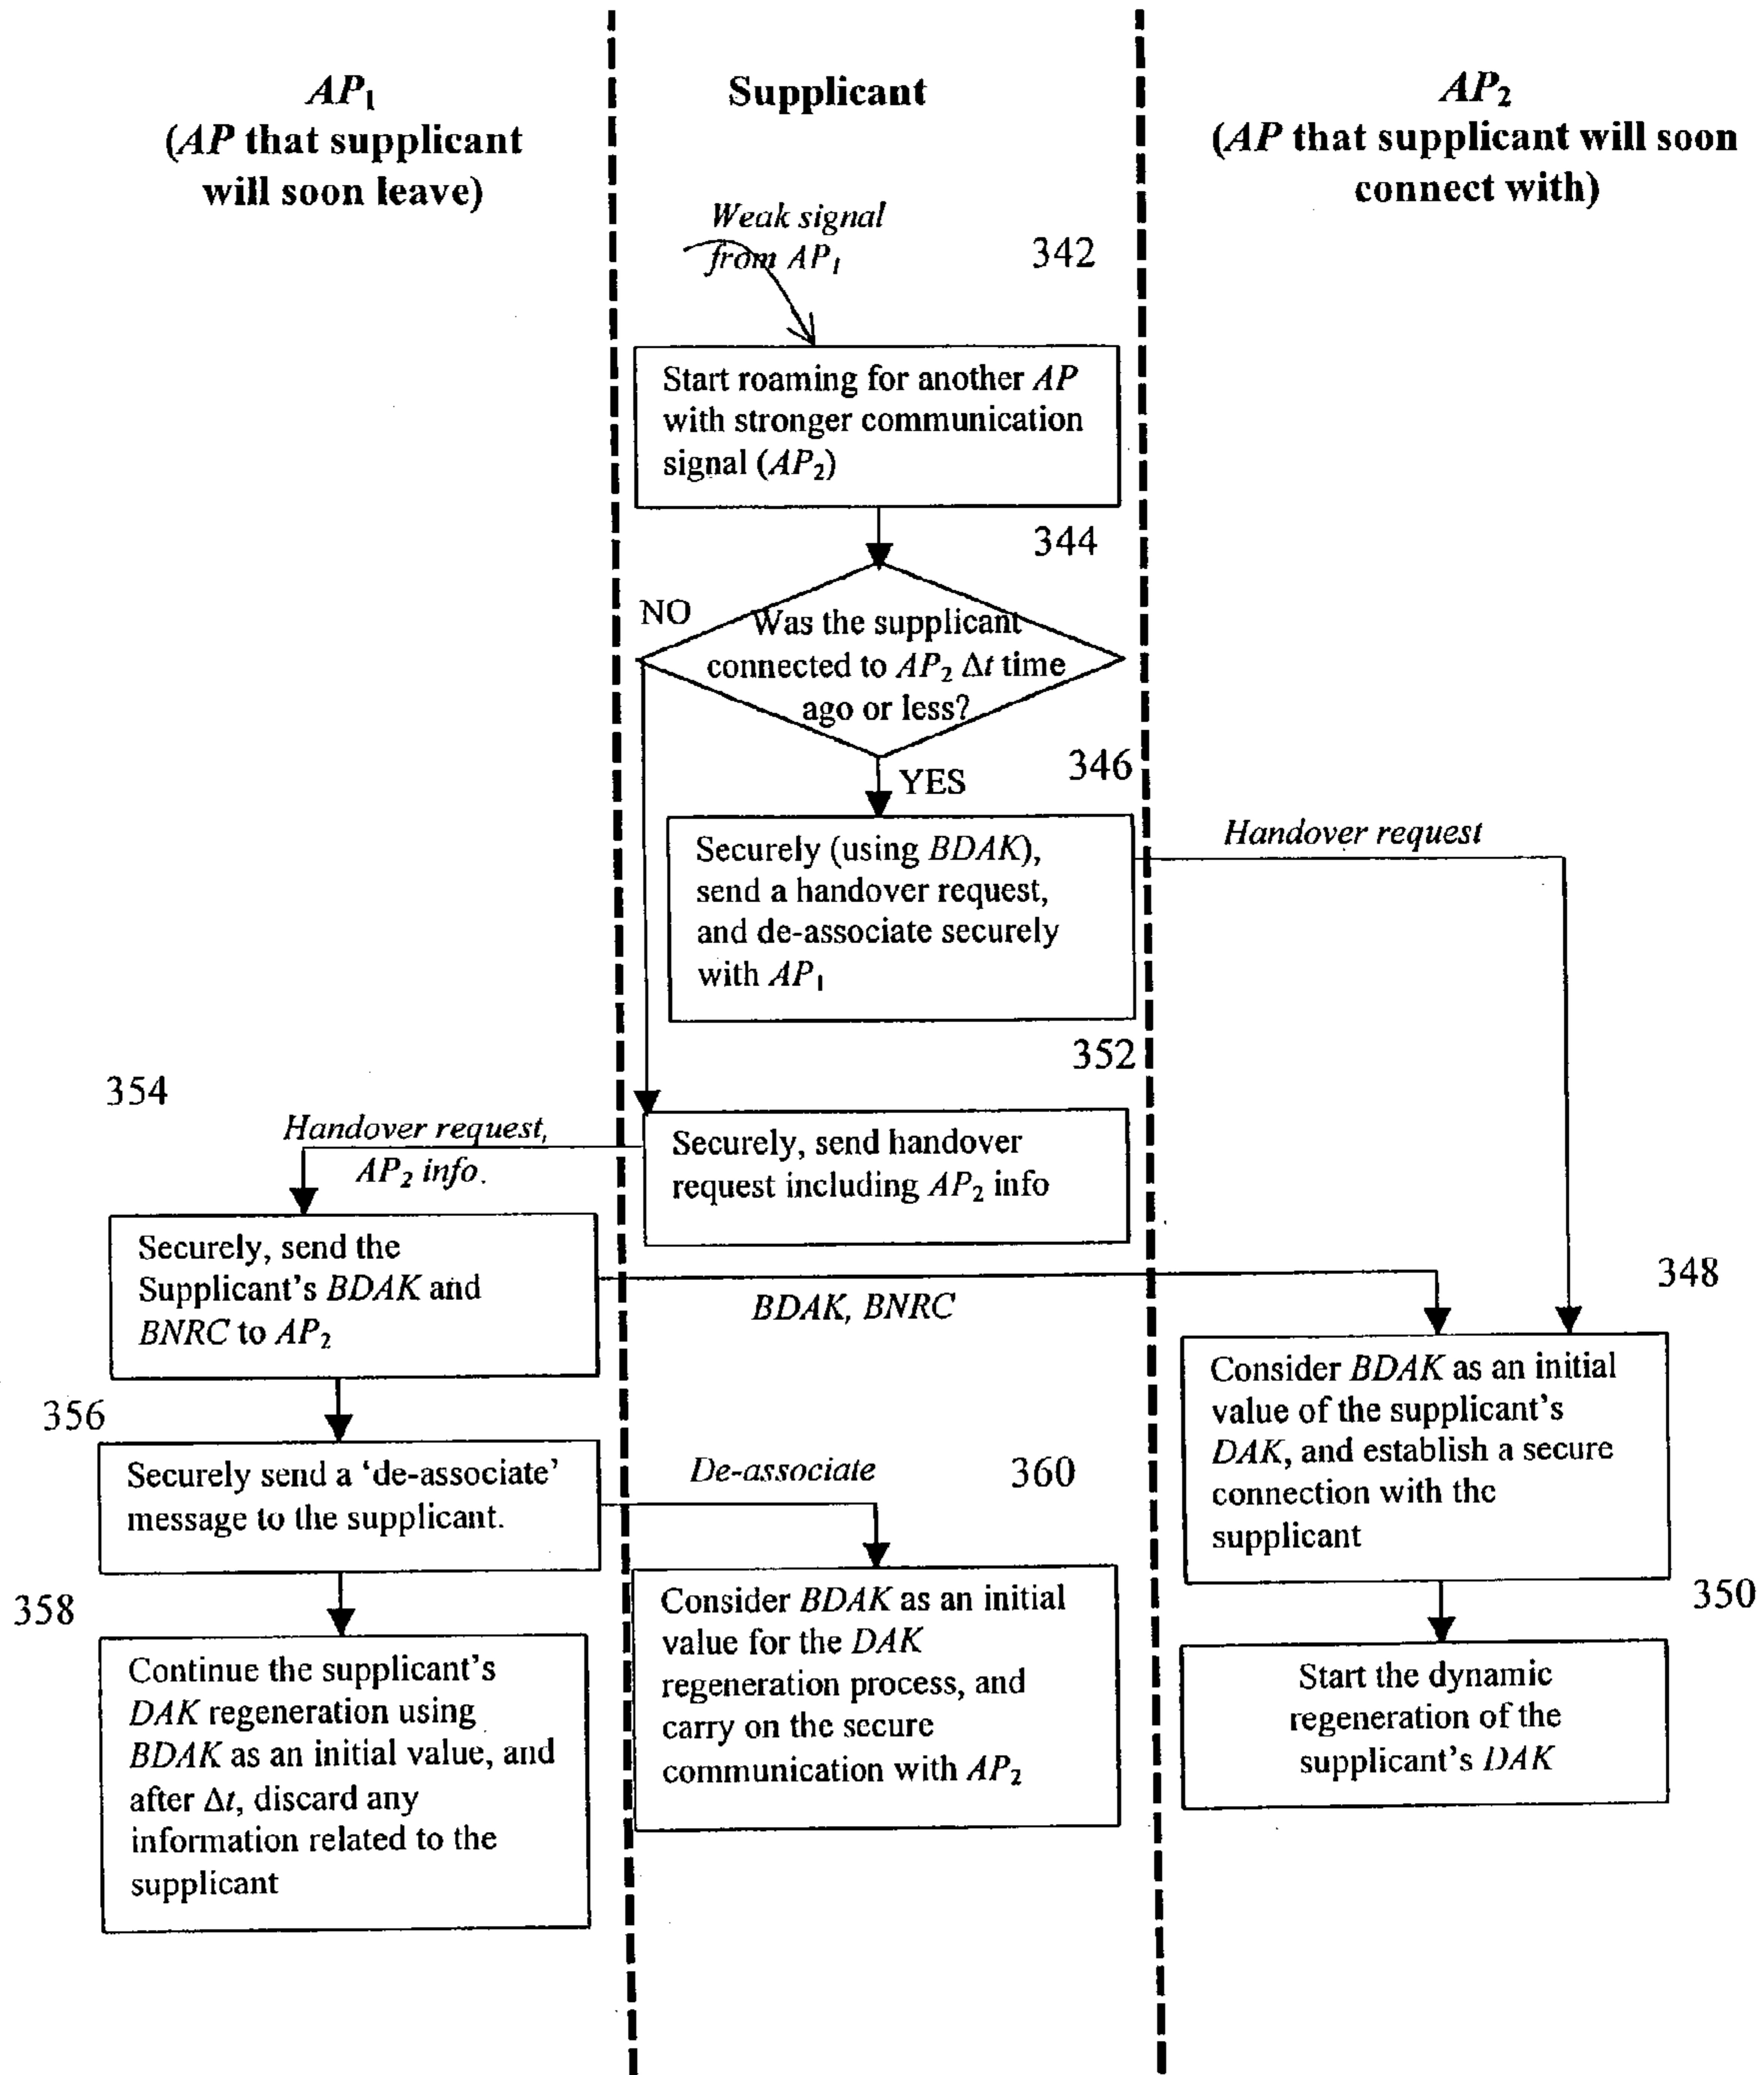 AP₁
(AP that supplicant
will soon leave)
Supplicant
AP₂
(AP that supplicant will soon
connect with)
Weak signal
from AP₁
342
Start roaming for another AP
with stronger communication
signal (AP₂)
344
NO
Was the supplicant
connected to AP₂ Δt time
ago or less?
346
YES
Securely (using BDAK),
send a handover request,
and de-associate securely
with AP₁
Handover request
352
354
Handover request,
AP₂ info.
Securely, send handover
request including AP₂ info
Securely, send the
Supplicant's BDAK and
BNRC to AP₂
BDAK, BNRC
348
Consider BDAK as an initial
value of the supplicant's
DAK, and establish a secure
connection with the
supplicant
356
Securely send a 'de-associate'
message to the supplicant.
De-associate
360
358
Continue the supplicant's
DAK regeneration using
BDAK as an initial value, and
after Δt, discard any
information related to the
supplicant
Consider BDAK as an initial
value for the DAK
regeneration process, and
carry on the secure
communication with AP₂
350
Start the dynamic
regeneration of the
supplicant's DAK